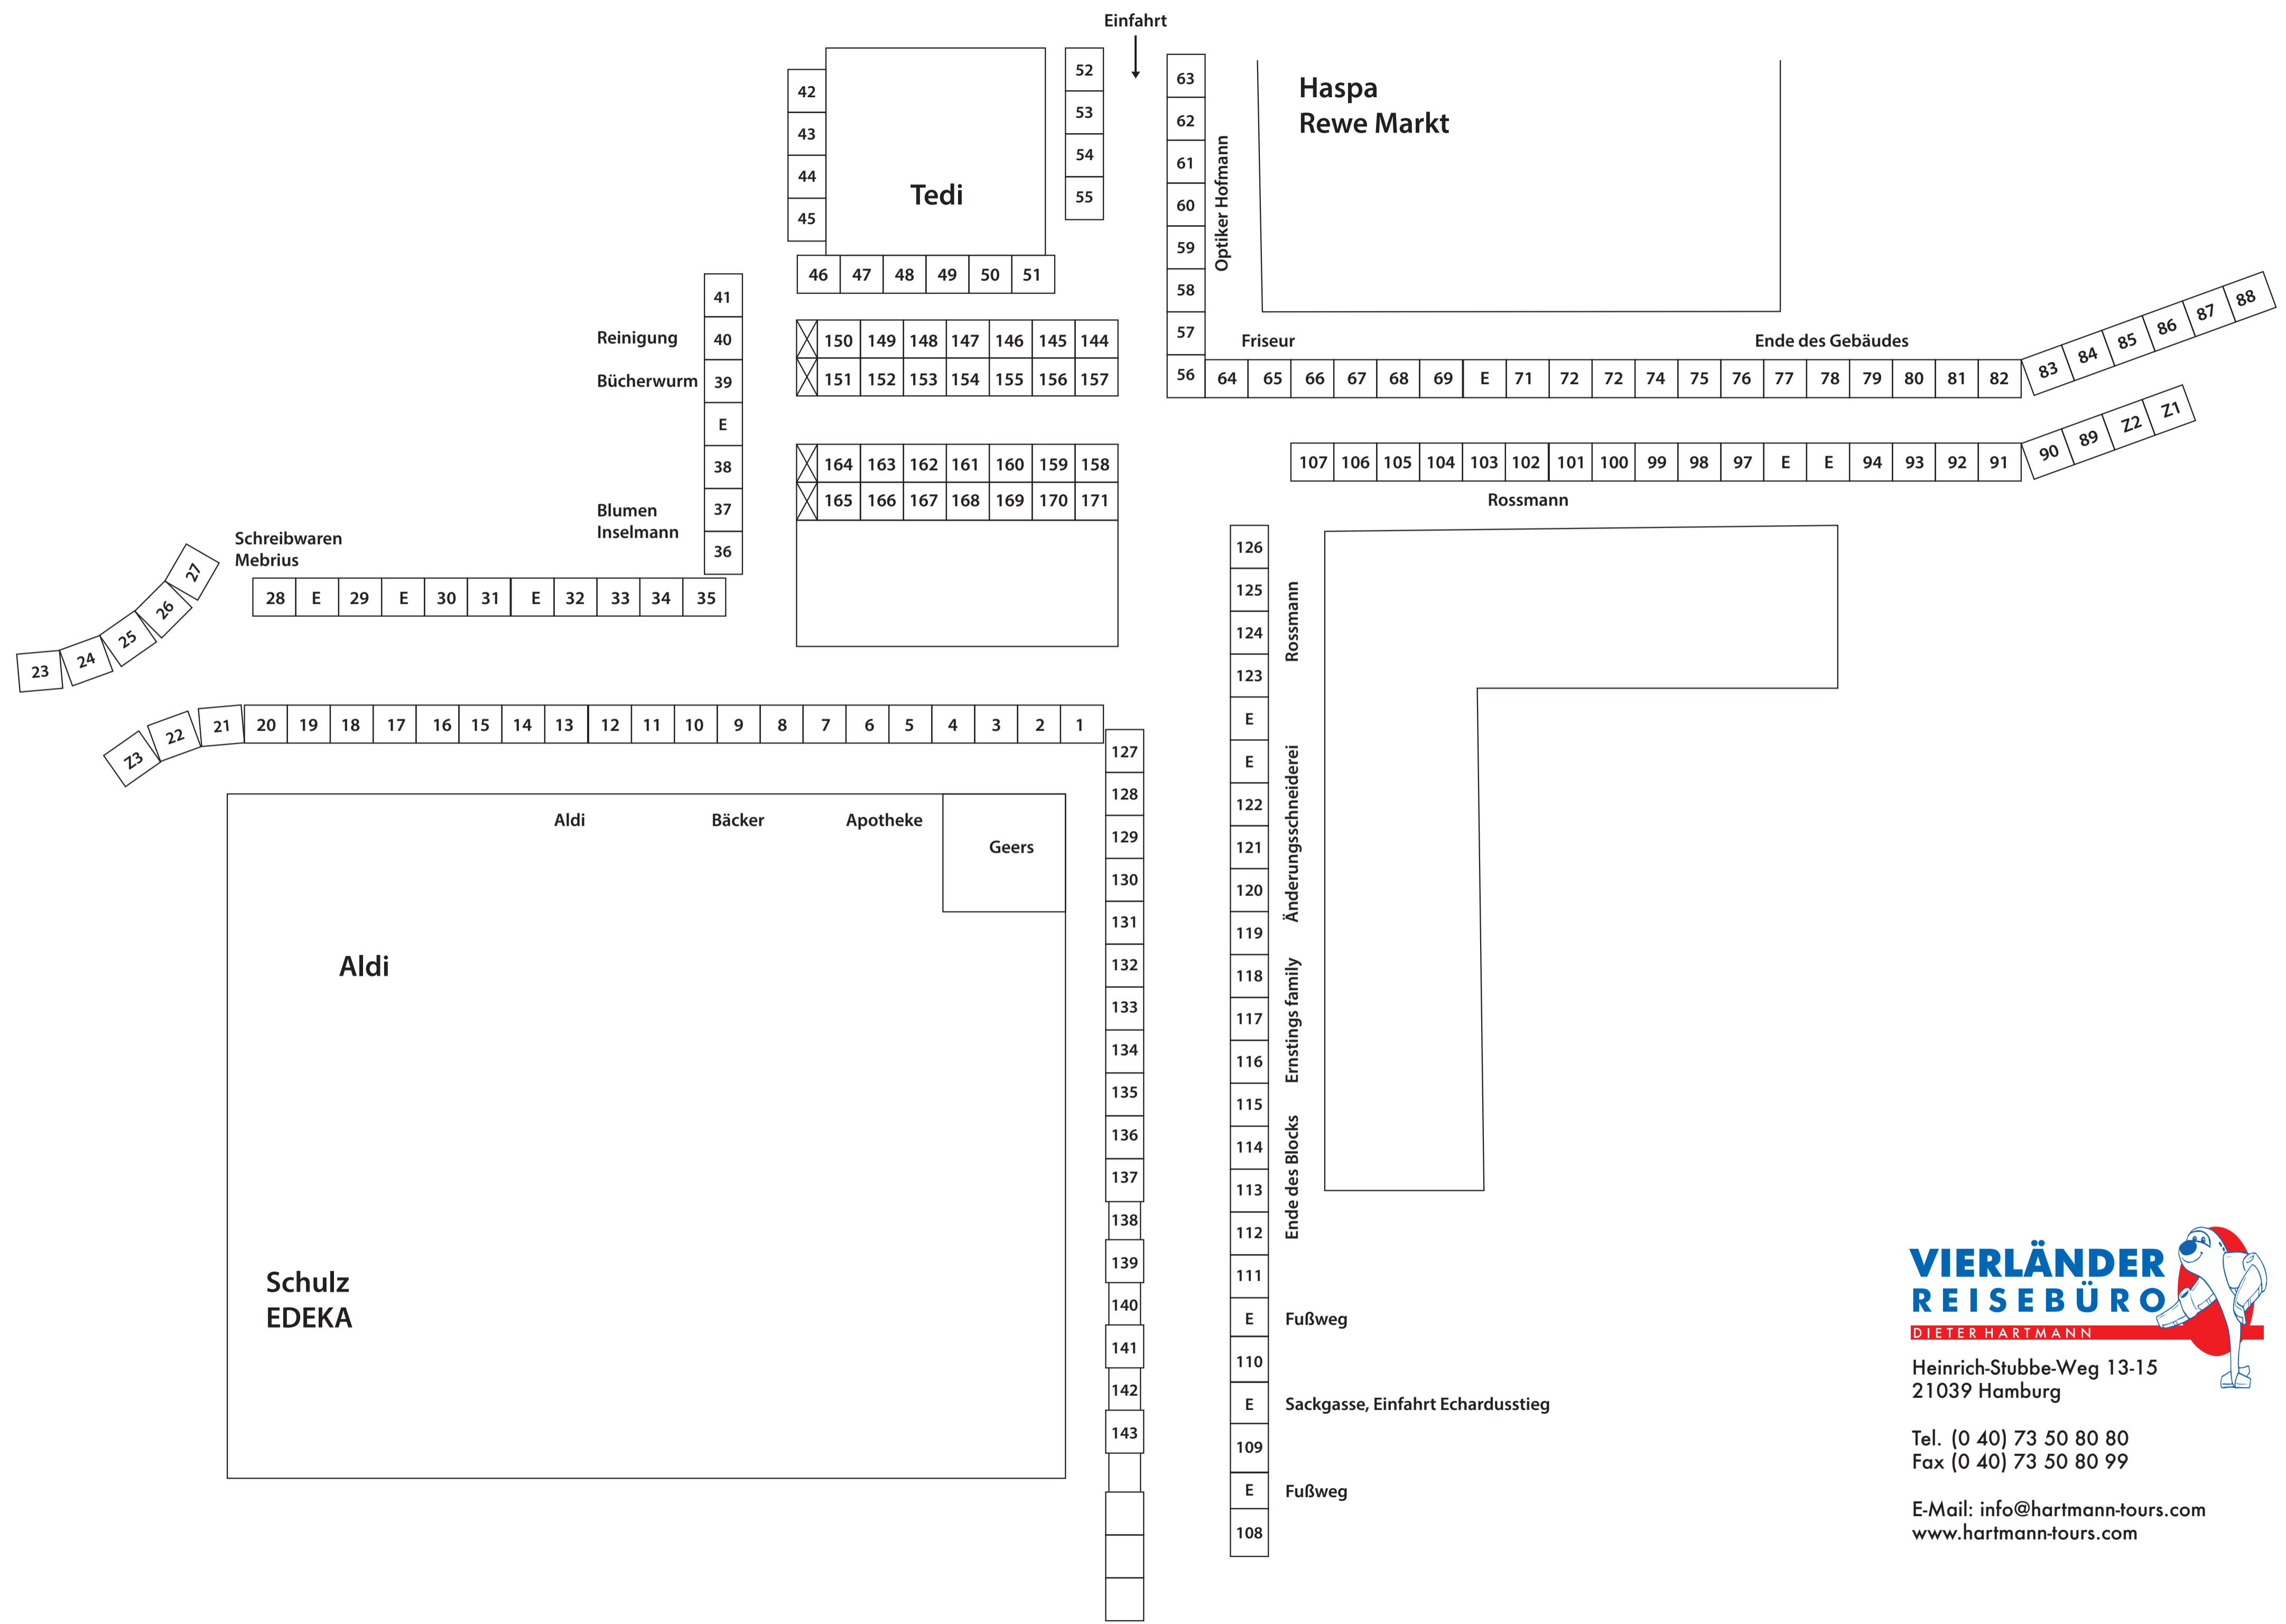 Einfahrt
42
43
44
45
Tedi
52
53
54
55
63
62
61
60
59
58
57
56
Optiker Hofmann
Haspa
Rewe Markt
46 47 48 49 50 51
41
40
39
E
38
37
36
Reinigung
Bücherwurm
Blumen
Inselmann
150 149 148 147 146 145 144
151 152 153 154 155 156 157
164 163 162 161 160 159 158
165 166 167 168 169 170 171
Friseur
Ende des Gebäudes
64 65 66 67 68 69 E 71 72 72 74 75 76 77 78 79 80 81 82 83 84 85 86 87 88
107 106 105 104 103 102 101 100 99 98 97 E E 94 93 92 91 90 89 Z2 Z1
Rossmann
Schreibwaren
Mebrius
23 24 25 26 27
28 E 29 E 30 31 E 32 33 34 35
Z3 22 21 20 19 18 17 16 15 14 13 12 11 10 9 8 7 6 5 4 3 2 1
Aldi
Bäcker
Apotheke
Geers
Aldi
Schulz
EDEKA
127
128
129
130
131
132
133
134
135
136
137
138
139
140
141
142
143
126
125
124
123
E
E
122
121
120
119
118
117
116
115
114
113
112
111
E
110
E
109
E
108
Rossmann
Änderungsschneiderei
Ernstings family
Ende des Blocks
Fußweg
Sackgasse, Einfahrt Echardusstieg
Fußweg
VIERLÄNDER
REISEBÜRO
DIETER HARTMANN
Heinrich-Stubbe-Weg 13-15
21039 Hamburg
Tel. (0 40) 73 50 80 80
Fax (0 40) 73 50 80 99
E-Mail: info@hartmann-tours.com
www.hartmann-tours.com